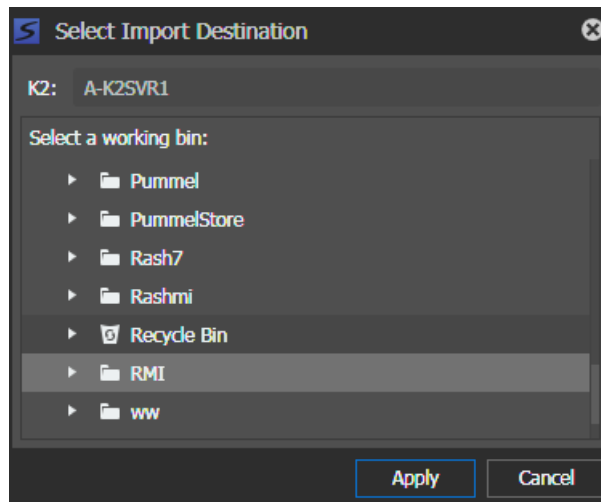 Select Import Destination
K2: A-K2SVR1
Select a working bin:
Pummel
PummelStore
Rash7
Rashmi
Recycle Bin
RMI
ww
Apply Cancel